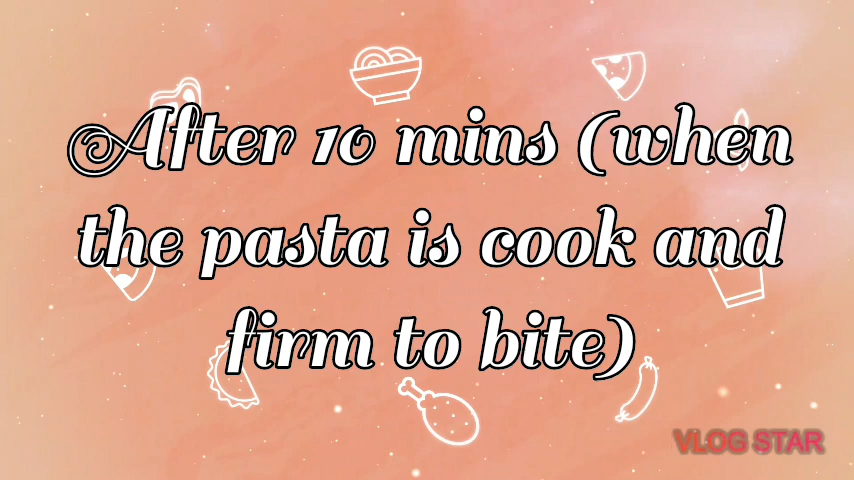 After 10 mins (when
the pasta is cook and
firm to bite)
VLOG STAR